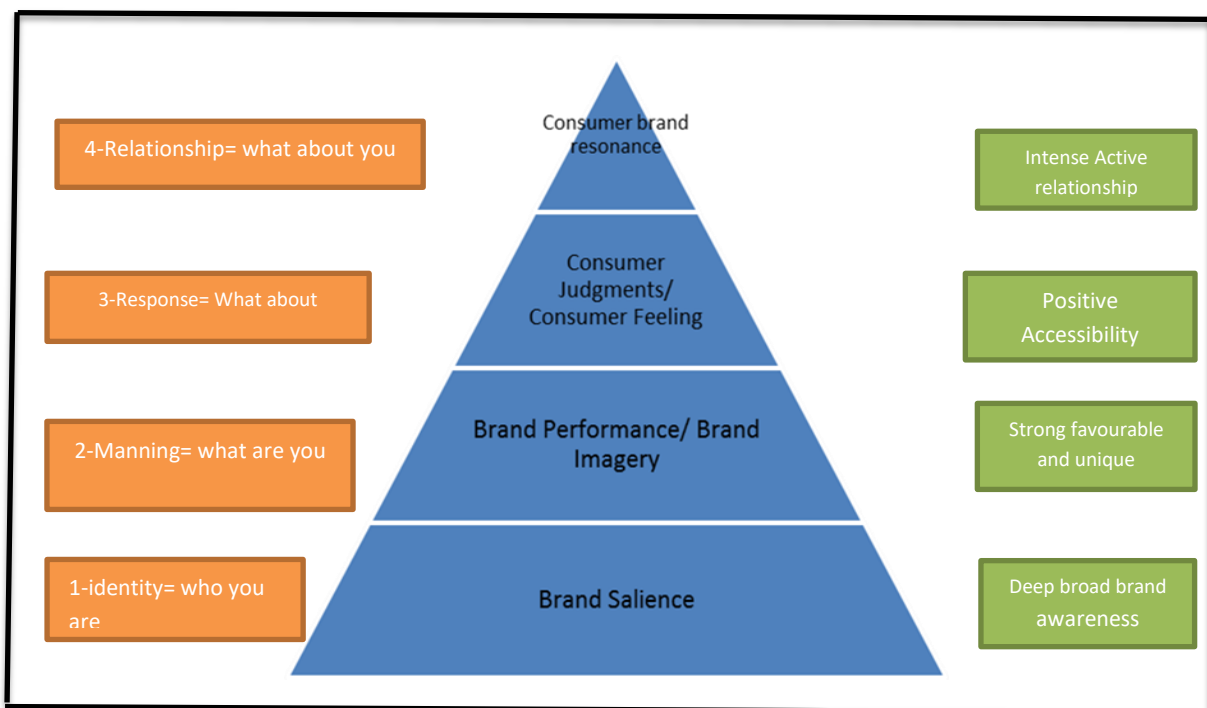 4-Relationship= what about you
Consumer brand
resonance
Intense Active
relationship
3-Response= What about
Consumer
Judgments/
Consumer Feeling
Positive
Accessibility
2-Manning= what are you
Brand Performance/ Brand
Imagery
Strong favourable
and unique
1-identity= who you
are
Brand Salience
Deep broad brand
awareness